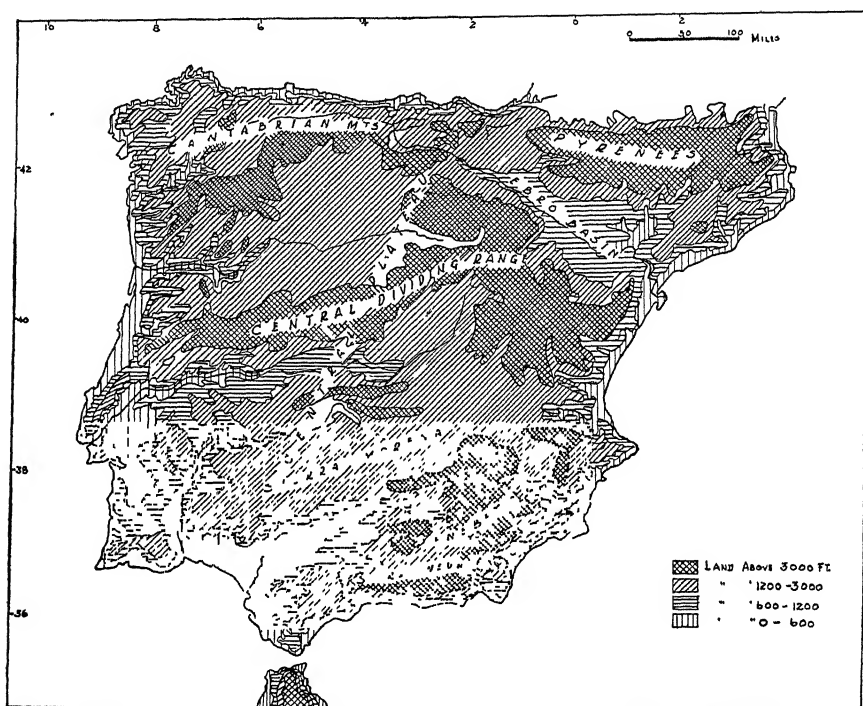 10 8 6 4 2 0 2
0 50 100 MILES
CANTABRIAN MTS
PYRENEES
42
EBRO BASIN
CENTRAL DIVIDING RANGE
40
38
36
LAND ABOVE 3000 FT.
" " 1200-3000
" " 600-1200
" " 0-600